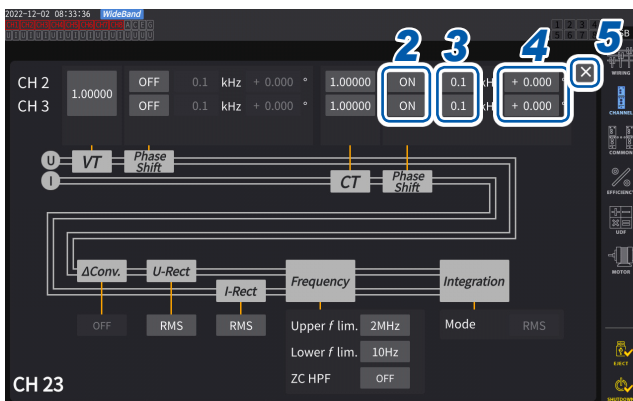 2022-12-02 08:33:36 WideBand
2 3 4 5
CH 2 1.00000 OFF 0.1 kHz + 0.000 ° 1.00000 ON 0.1 kHz + 0.000 °
CH 3 OFF 0.1 kHz + 0.000 ° 1.00000 ON 0.1 + 0.000
WIRING
CHANNEL
COMMON
EFFICIENCY
UDF
MOTOR
U VT Phase Shift
I CT Phase Shift
ΔConv. U-Rect I-Rect Frequency Integration
OFF RMS RMS Upper f lim. 2MHz Mode RMS
Lower f lim. 10Hz
ZC HPF OFF
CH 23
EJECT
SHUTDOWN